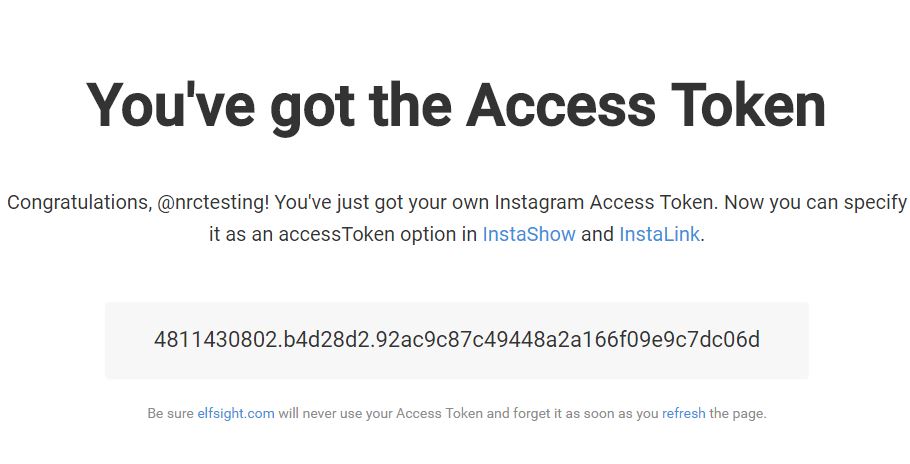 You've got the Access Token
Congratulations, @nrctesting! You've just got your own Instagram Access Token. Now you can specify
it as an accessToken option in InstaShow and InstaLink.
4811430802.b4d28d2.92ac9c87c49448a2a166f09e9c7dc06d
Be sure elfsight.com will never use your Access Token and forget it as soon as you refresh the page.